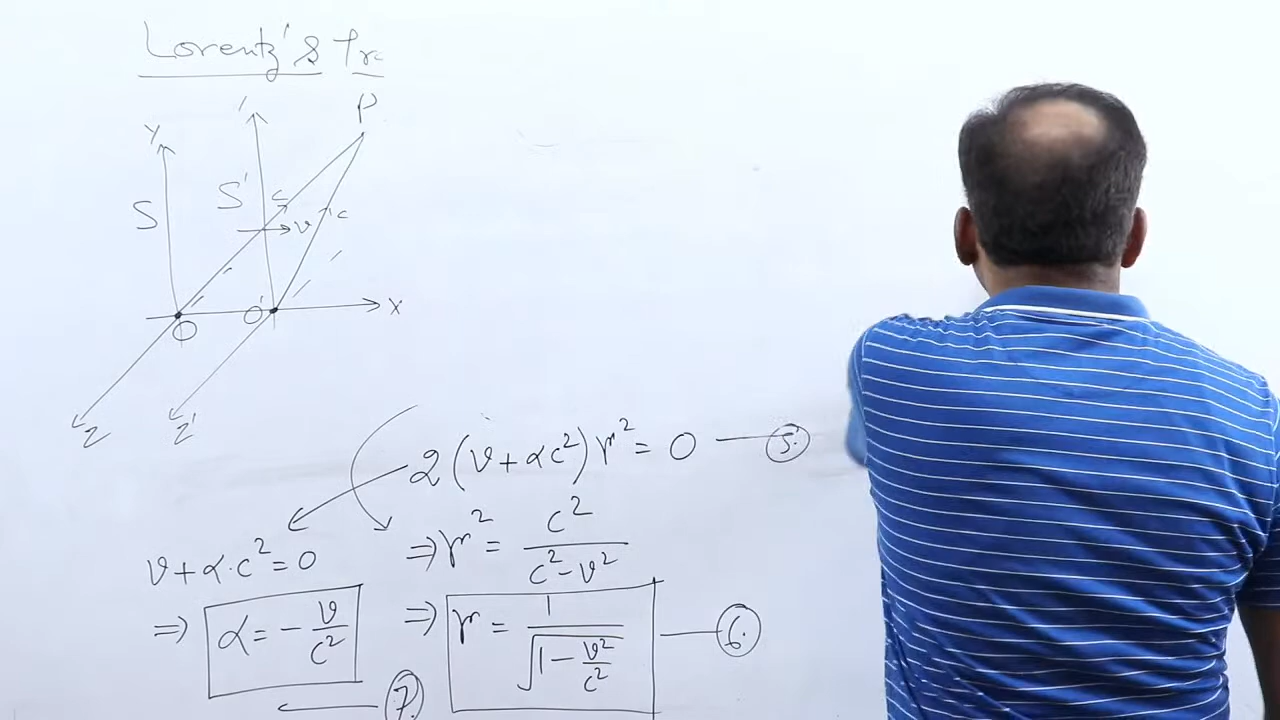 Lorentz's Tra
P
Y
S
S'
c
v
c
O
O'
X
Z
Z'
2(v+αc²)γ² = 0 — (5.)
v+α·c² = 0
⇒ γ² = c² / (c²-v²)
⇒ α = - v/c² ← (7.)
⇒ γ = 1 / √(1 - v²/c²) — (6.)